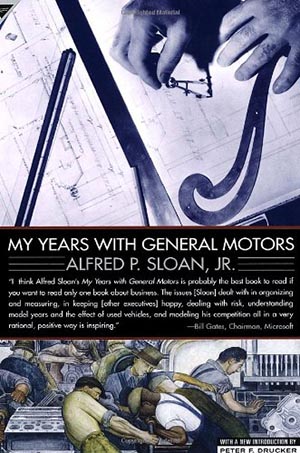 MY YEARS WITH GENERAL MOTORS
ALFRED P. SLOAN, JR.
"I think Alfred Sloan's My Years with General Motors is probably the best book to read if
you want to read only one book about business. The issues [Sloan] dealt with in organizing
and measuring, in keeping [other executives] happy, dealing with risk, understanding
model years and the effect of used vehicles, and modeling his competition all in a very
rational, positive way is inspiring."
—Bill Gates, Chairman, Microsoft
Copyrighted Material
WITH A NEW INTRODUCTION BY
PETER F. DRUCKER